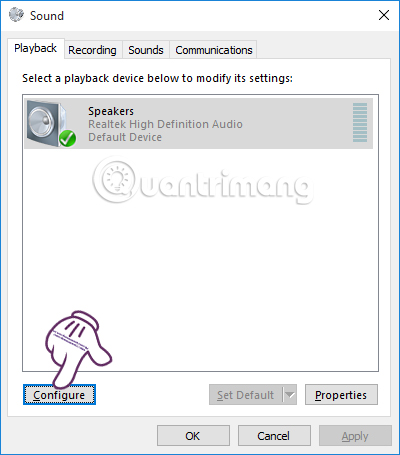 Sound
Playback Recording Sounds Communications
Select a playback device below to modify its settings:
Speakers
Realtek High Definition Audio
Default Device
Quantrimang
Configure Set Default Properties
OK Cancel Apply